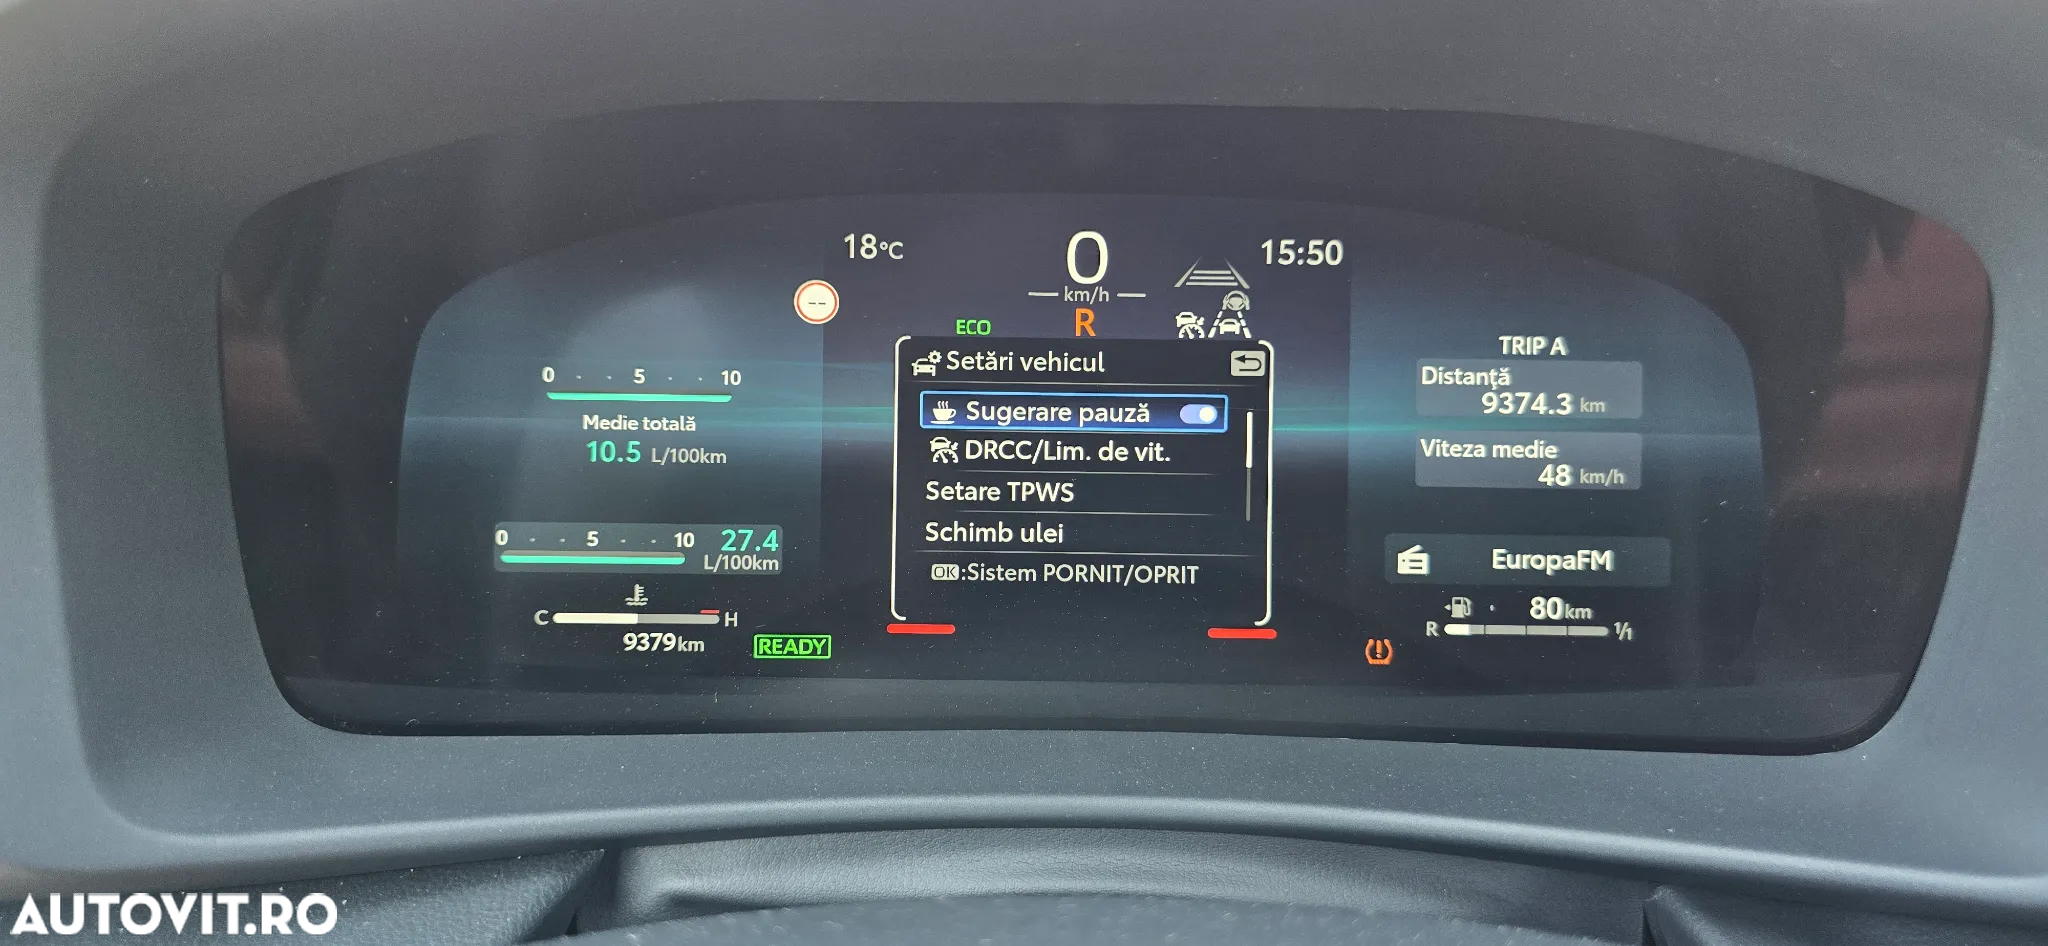 18°C
0
km/h
15:50
--
ECO
R
Setări vehicul
Sugerare pauză
DRCC/Lim. de vit.
Setare TPWS
Schimb ulei
OK:Sistem PORNIT/OPRIT
0 · · 5 · · 10
Medie totală
10.5 L/100km
0 · · 5 · · 10 27.4
L/100km
C H
9379km
READY
TRIP A
Distanță
9374.3 km
Viteza medie
48 km/h
EuropaFM
80km
R 1/1
AUTOVIT.RO